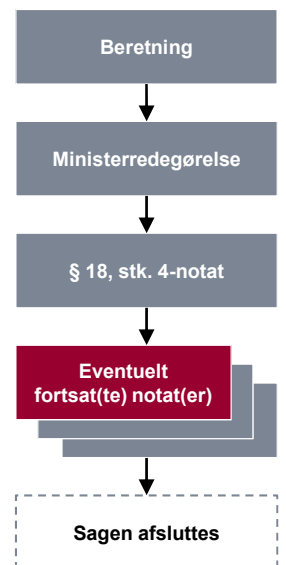 Beretning
Ministerredegørelse
§ 18, stk. 4-notat
Eventuelt
fortsat(te) notat(er)
Sagen afsluttes